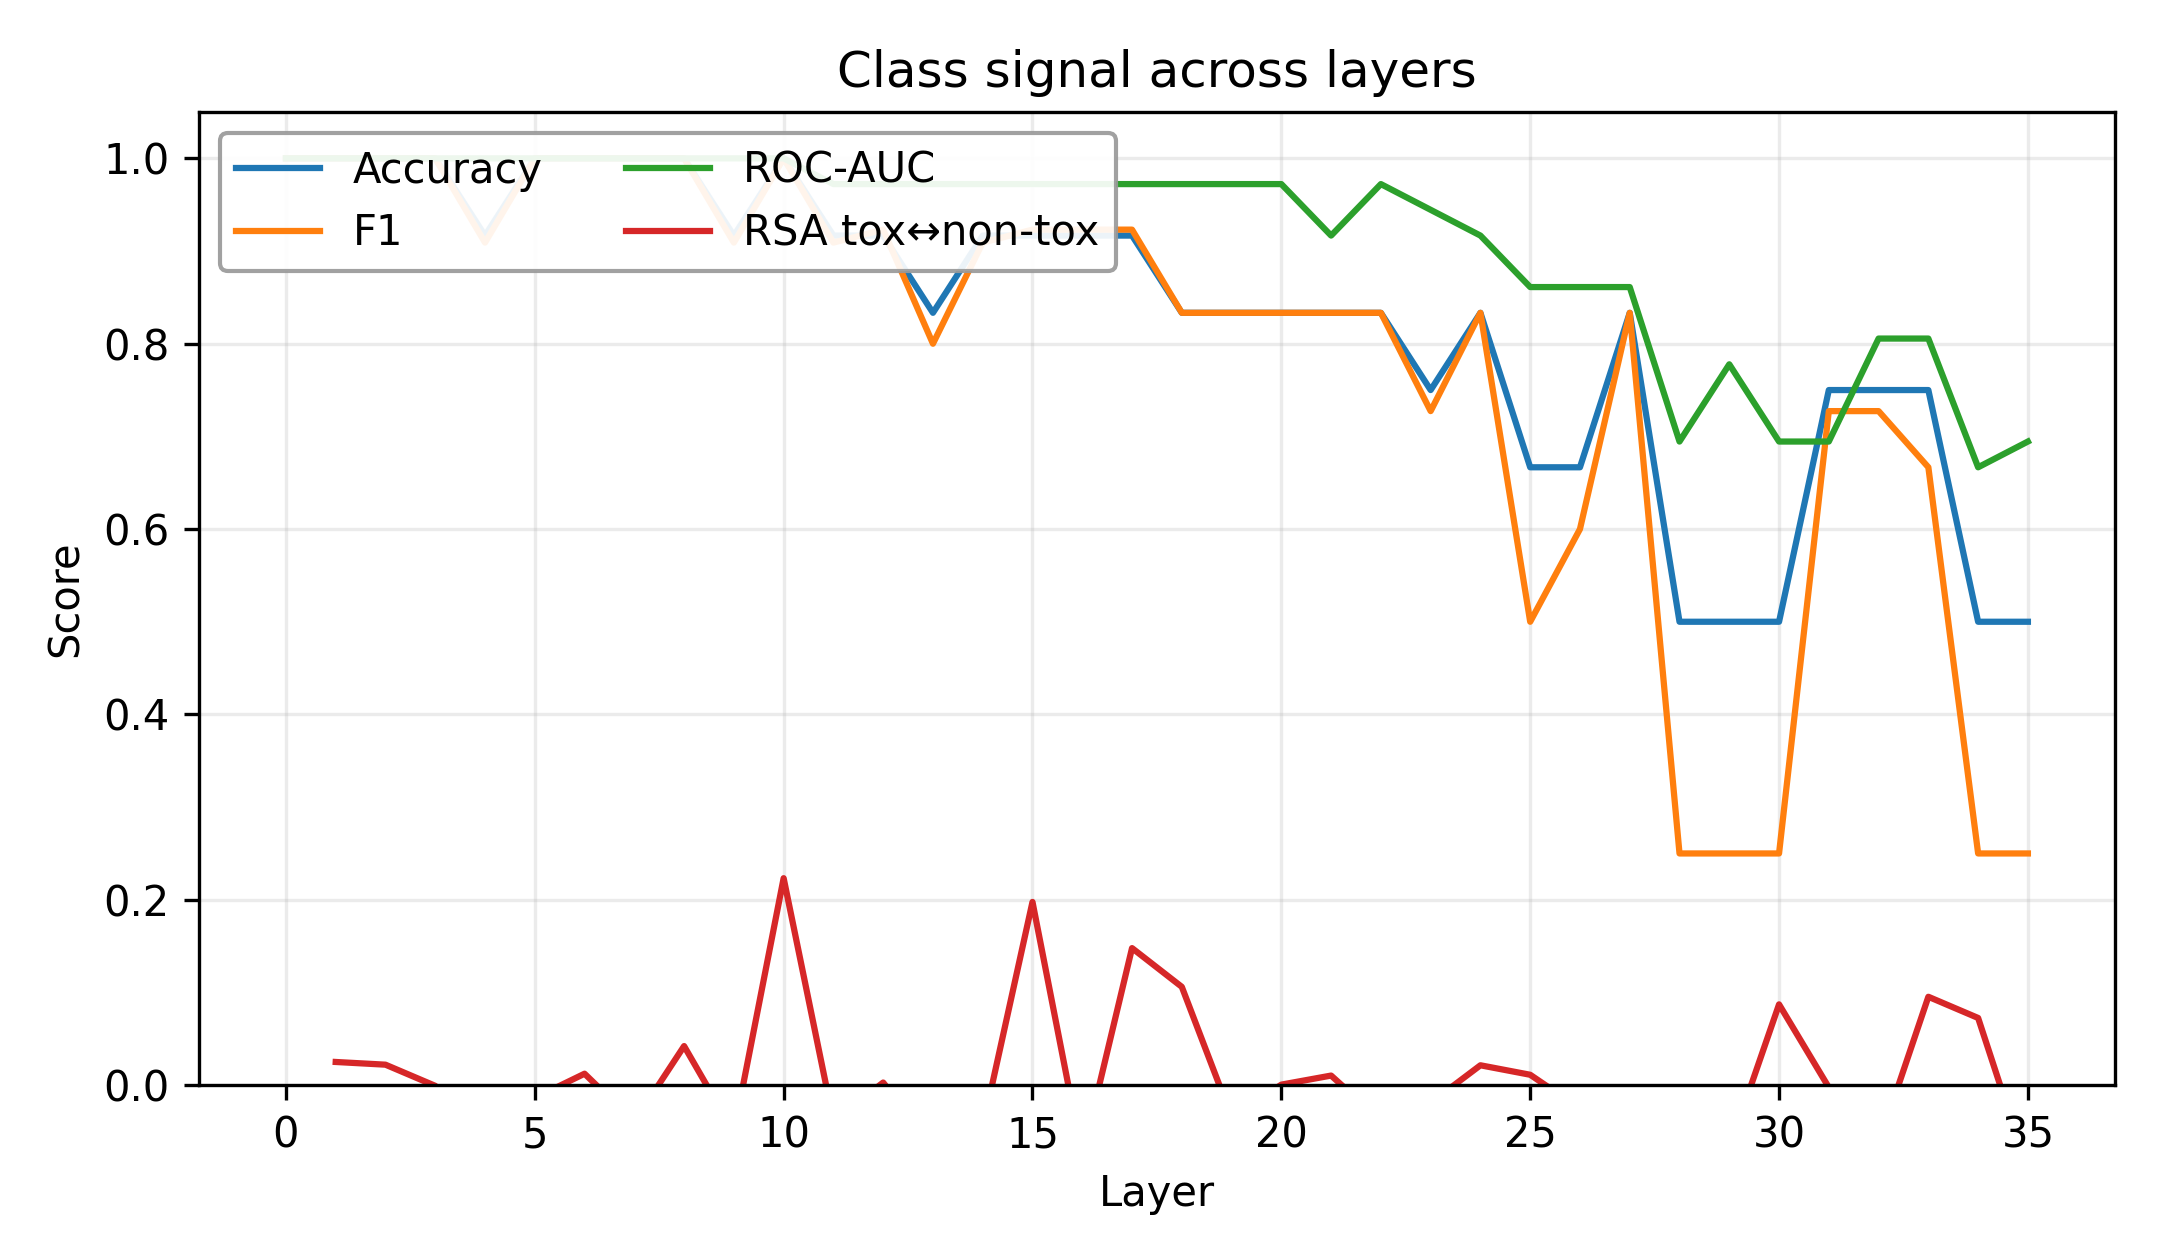 Class signal across layers
Accuracy
F1
ROC-AUC
RSA tox↔non-tox
1.0
0.8
0.6
0.4
0.2
0.0
Score
0 5 10 15 20 25 30 35
Layer